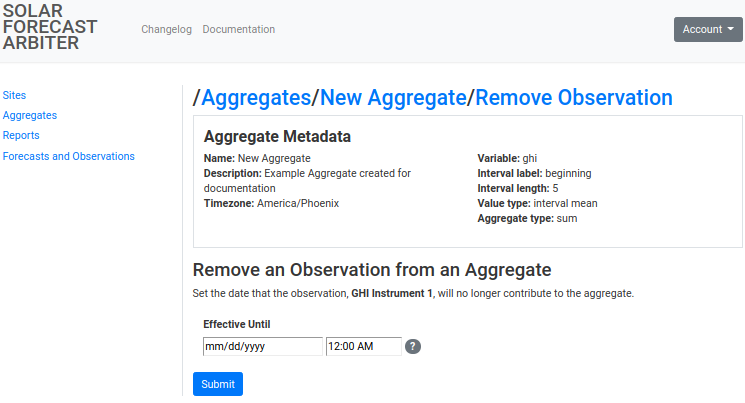 SOLAR
FORECAST
ARBITER
Changelog Documentation
Account
Sites
Aggregates
Reports
Forecasts and Observations
/Aggregates/New Aggregate/Remove Observation
Aggregate Metadata
Name: New Aggregate
Description: Example Aggregate created for
documentation
Timezone: America/Phoenix
Variable: ghi
Interval label: beginning
Interval length: 5
Value type: interval mean
Aggregate type: sum
Remove an Observation from an Aggregate
Set the date that the observation, GHI Instrument 1, will no longer contribute to the aggregate.
Effective Until
mm/dd/yyyy 12:00 AM ?
Submit